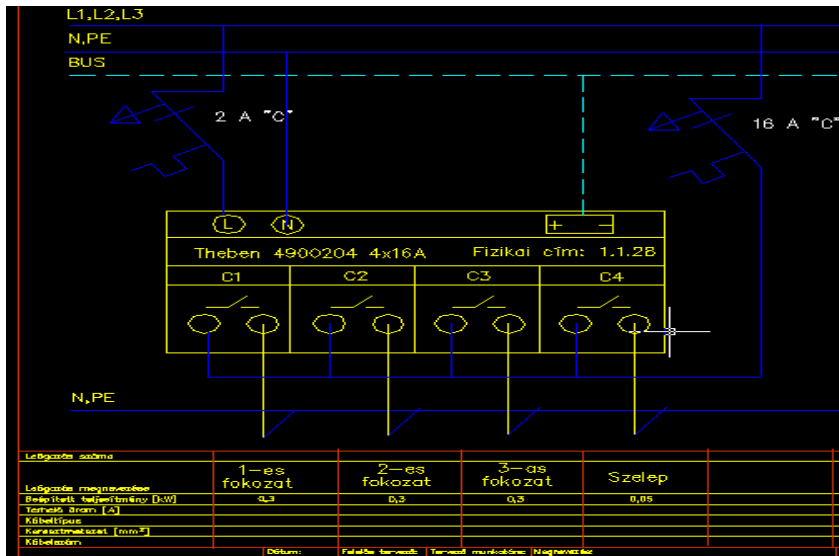 L1,L2,L3
N,PE
BUS
2 A "C"
16 A "C"
L N + -
Theben 4900204 4x16A Fizikai cím: 1.1.28
C1 C2 C3 C4
N,PE
Leágazás száma
Leágazás megnevezése 1-es fokozat 2-es fokozat 3-as fokozat Szelep
Beépített teljesítmény [kW] 0,3 0,3 0,3 0,05
Terhelő áram [A]
Kábeltípus
Keresztmetszet [mm²]
Kábelszám
Dátum: Felelős tervező: Tervező munkatárs: Megnevezés